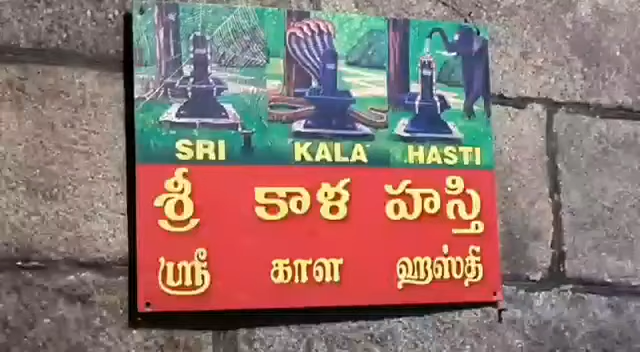 SRI KALA HASTI
శ్రీ కాళ హస్తి
ஸ்ரீ காள ஹஸ்தி